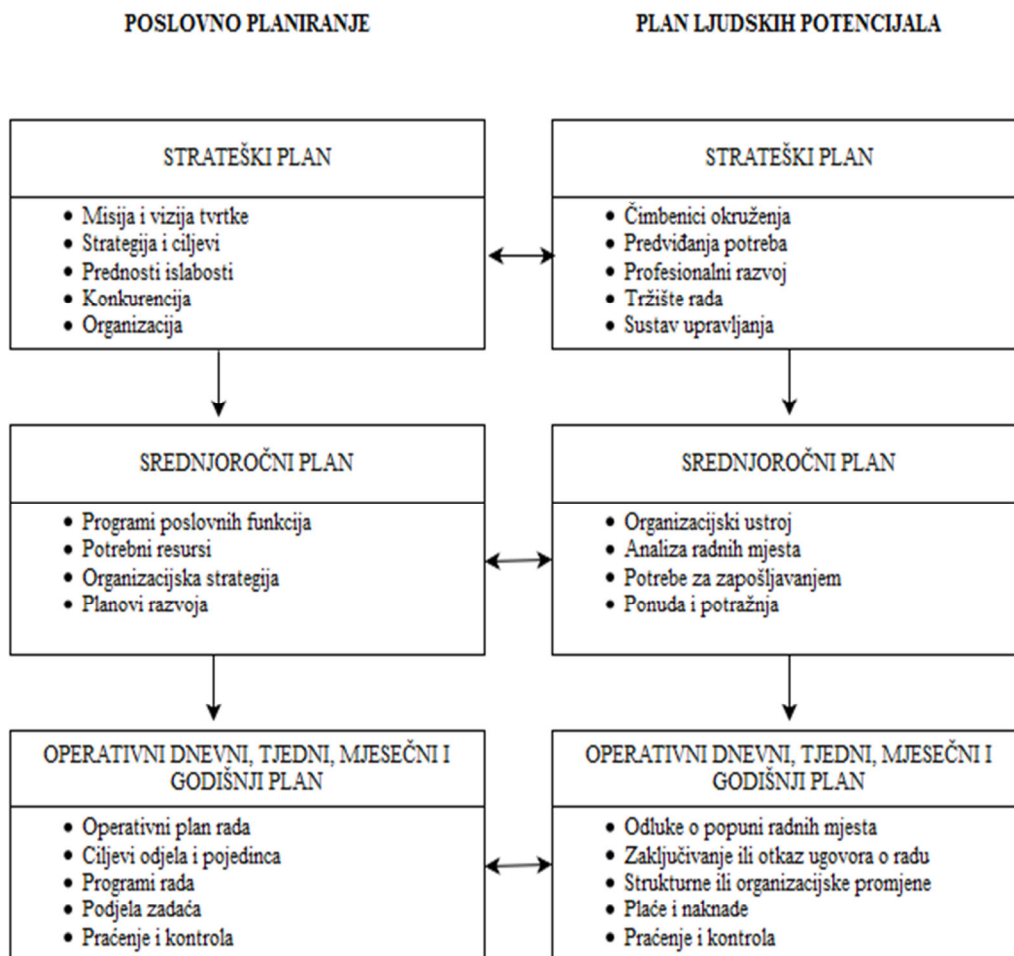 POSLOVNO PLANIRANJE
PLAN LJUDSKIH POTENCIJALA
STRATEŠKI PLAN
• Misija i vizija tvrtke
• Strategija i ciljevi
• Prednosti islabosti
• Konkurencija
• Organizacija
STRATEŠKI PLAN
• Čimbenici okruženja
• Predviđanja potreba
• Profesionalni razvoj
• Tržište rada
• Sustav upravljanja
SREDNJOROČNI PLAN
• Programi poslovnih funkcija
• Potrebni resursi
• Organizacijska strategija
• Planovi razvoja
SREDNJOROČNI PLAN
• Organizacijski ustroj
• Analiza radnih mjesta
• Potrebe za zapošljavanjem
• Ponuda i potražnja
OPERATIVNI DNEVNI, TJEDNI, MJESEČNI I
GODIŠNJI PLAN
• Operativni plan rada
• Ciljevi odjela i pojedinca
• Programi rada
• Podjela zadaća
• Praćenje i kontrola
OPERATIVNI DNEVNI, TJEDNI, MJESEČNI I
GODIŠNJI PLAN
• Odluke o popuni radnih mjesta
• Zaključivanje ili otkaz ugovora o radu
• Strukturne ili organizacijske promjene
• Plaće i naknade
• Praćenje i kontrola